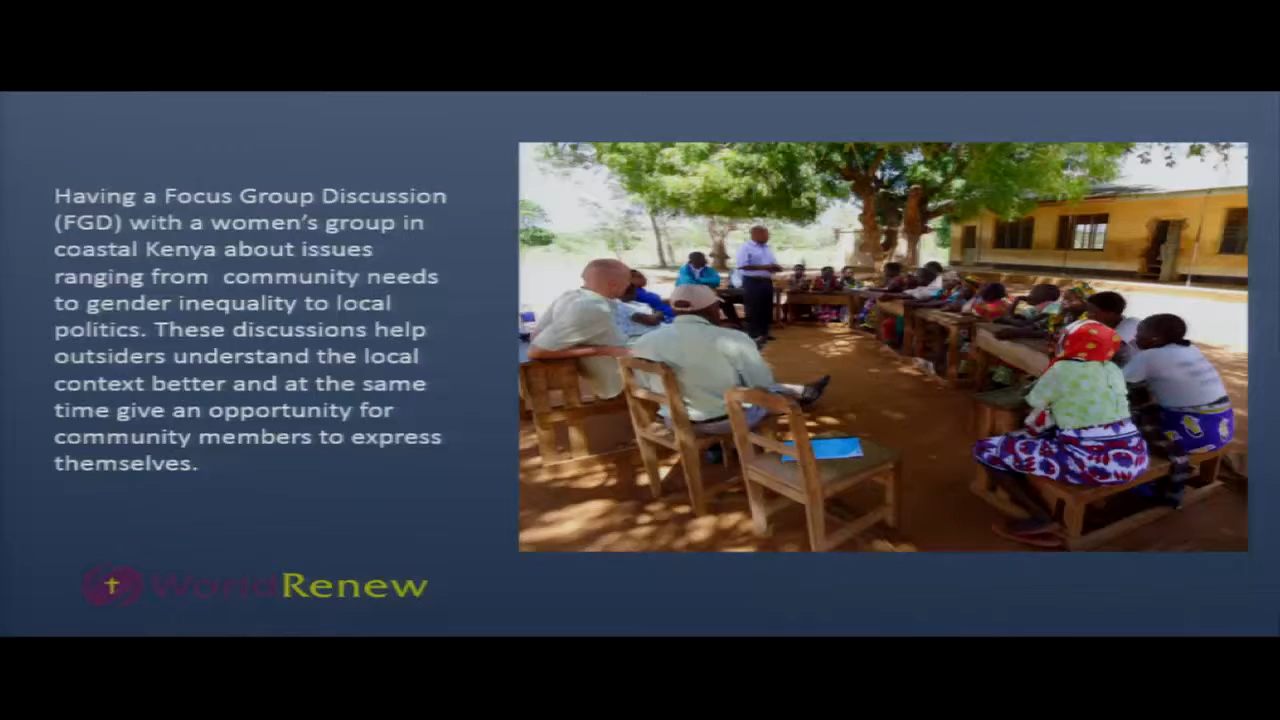 Having a Focus Group Discussion
(FGD) with a women's group in
coastal Kenya about issues
ranging from  community needs
to gender inequality to local
politics. These discussions help
outsiders understand the local
context better and at the same
time give an opportunity for
community members to express
themselves.
WorldRenew